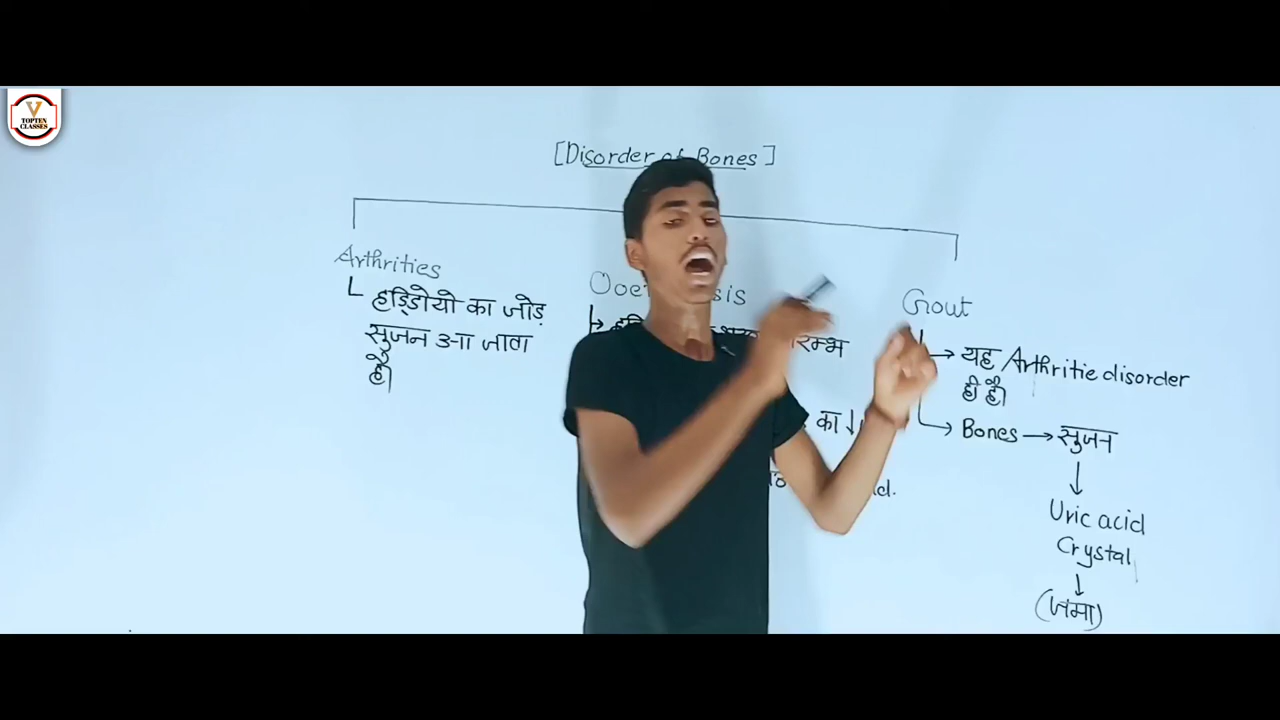 V
TOPTEN
CLASSES
[Disorder of Bones]
Arthrities
हड्डियो का जोड़
सुजन आ जाता
है।
Gout
यह Arthritie disorder
ही है।
Bones → सुजन
↓
Uric acid
Crystal
↓
(जमा)
का ↓